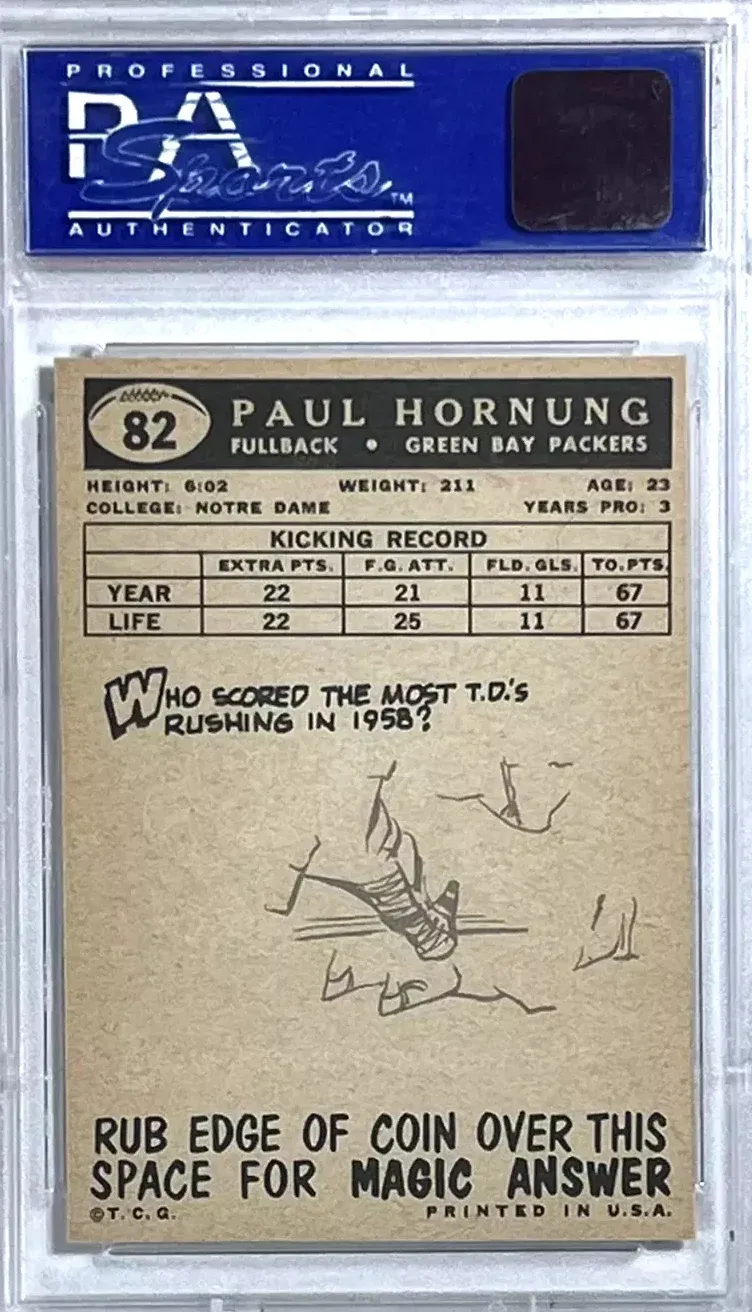 PROFESSIONAL
PSA
Sports
TM
AUTHENTICATOR
82
PAUL HORNUNG
FULLBACK • GREEN BAY PACKERS
HEIGHT: 6:02 WEIGHT: 211 AGE: 23
COLLEGE: NOTRE DAME YEARS PRO: 3
KICKING RECORD
EXTRA PTS. F.G. ATT. FLD. GLS. TO. PTS.
YEAR 22 21 11 67
LIFE 22 25 11 67
WHO SCORED THE MOST T.D.'S
RUSHING IN 1958?
RUB EDGE OF COIN OVER THIS
SPACE FOR MAGIC ANSWER
©T. C. G. PRINTED IN U.S.A.